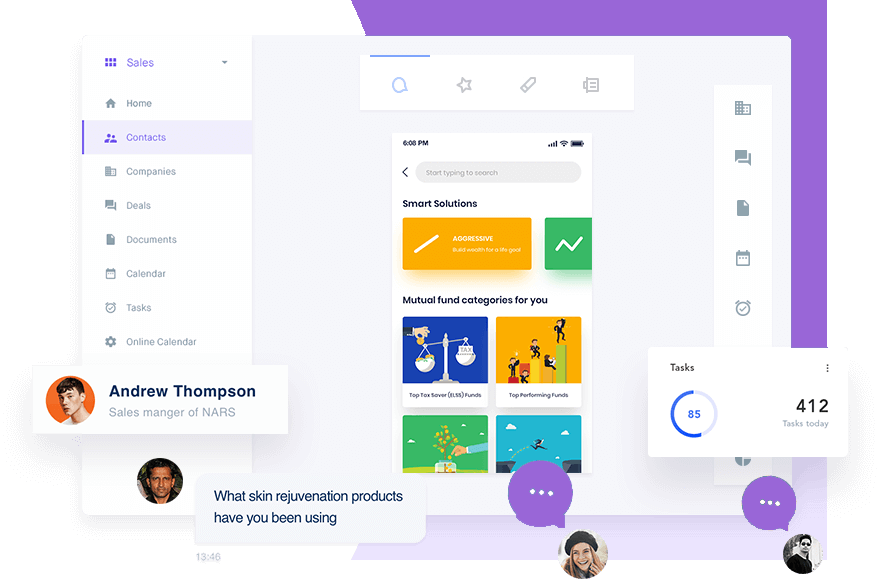 Sales
Home
Contacts
Companies
Deals
Documents
Calendar
Tasks
Online Calendar
Andrew Thompson
Sales manger of NARS
What skin rejuvenation products
have you been using
13:46
6:08 PM
Start typing to search
Smart Solutions
AGGRESSIVE
Build wealth for a life goal
Mutual fund categories for you
TAX
Top Tax Saver (ELSS) Funds
Top Performing Funds
Tasks
85
412
Tasks today